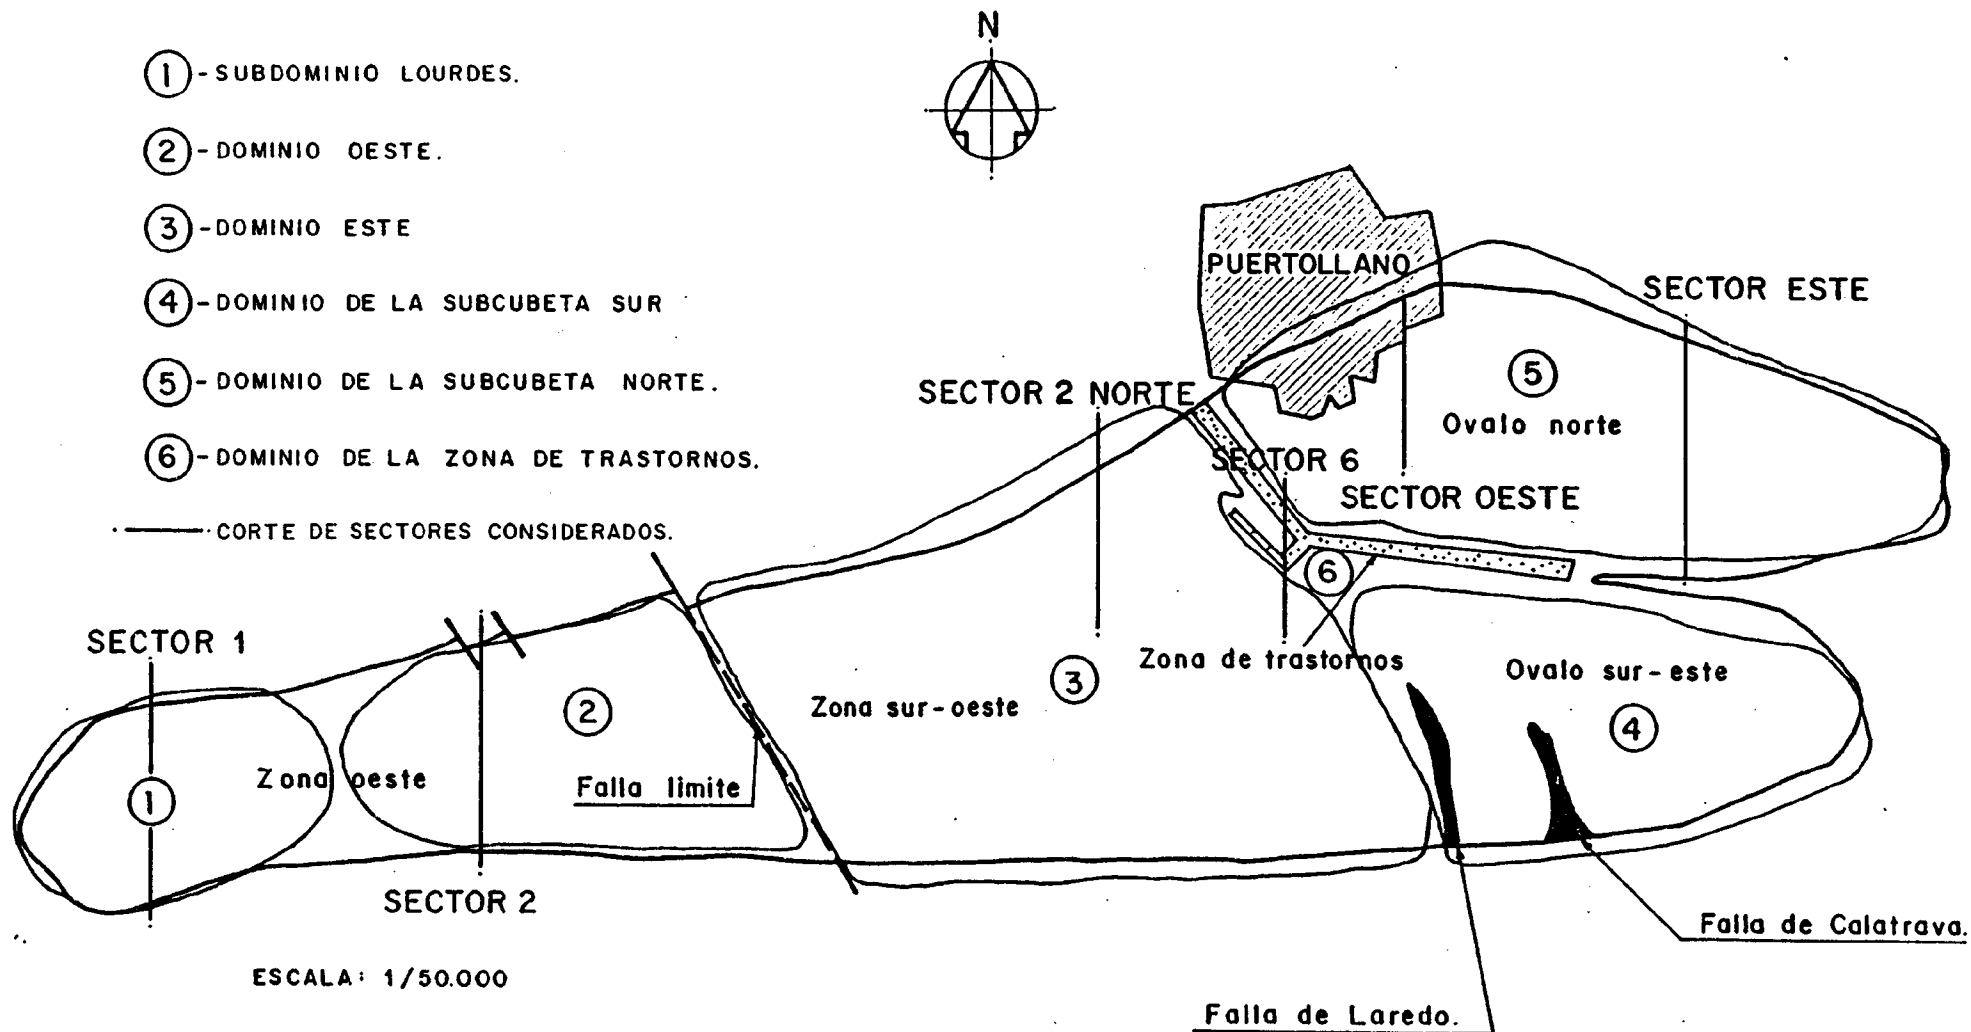 N
1 - SUBDOMINIO LOURDES.
2 - DOMINIO OESTE.
3 - DOMINIO ESTE
4 - DOMINIO DE LA SUBCUBETA SUR
5 - DOMINIO DE LA SUBCUBETA NORTE.
6 - DOMINIO DE LA ZONA DE TRASTORNOS.
CORTE DE SECTORES CONSIDERADOS.
PUERTOLLANO
SECTOR ESTE
5
SECTOR 2 NORTE
Ovalo norte
SECTOR 6
SECTOR OESTE
6
SECTOR 1
Zona de trastornos
Ovalo sur-este
3
2
Zona sur-oeste
4
Zona oeste
Falla limite
1
SECTOR 2
Falla de Calatrava.
ESCALA: 1/50.000
Falla de Laredo.